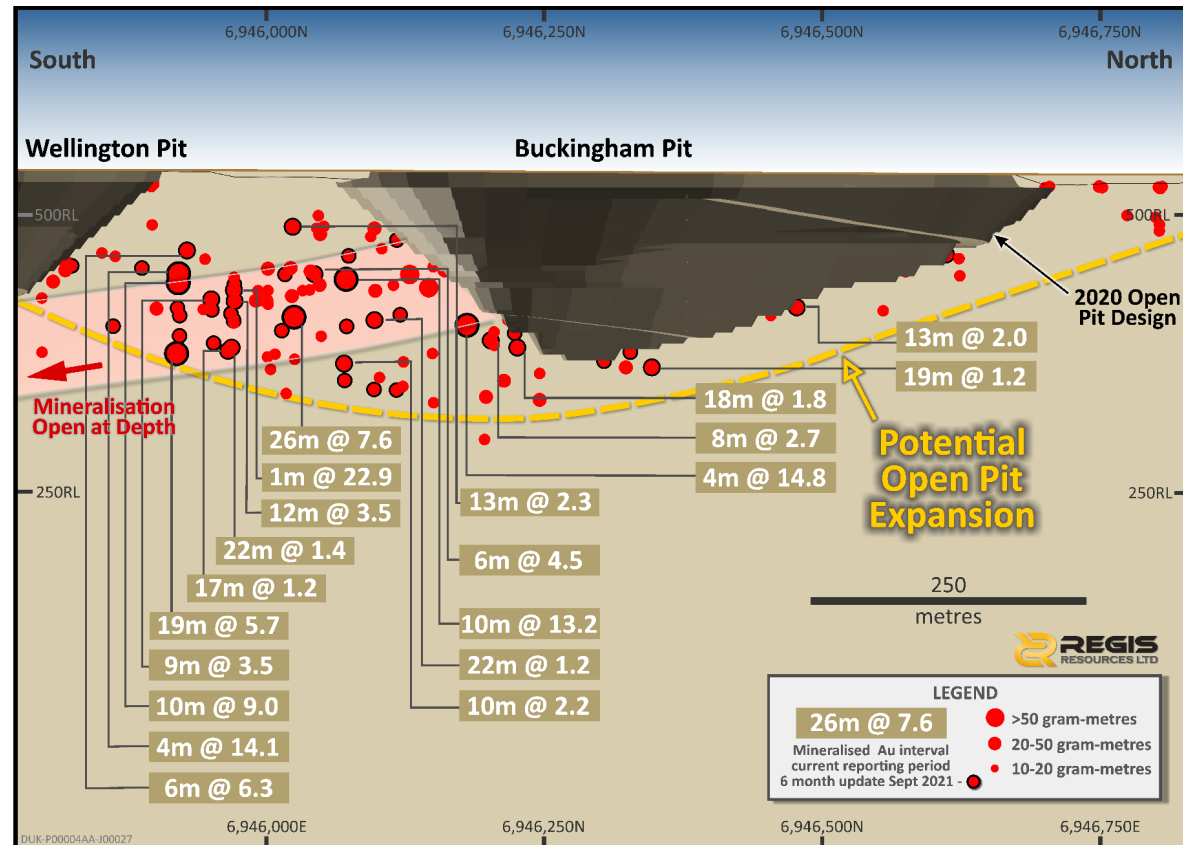 6,946,000N
6,946,250N
6,946,500N
6,946,750N
South
North
Wellington Pit
Buckingham Pit
500RL
500RL
2020 Open
Pit Design
13m @ 2.0
19m @ 1.2
18m @ 1.8
8m @ 2.7
4m @ 14.8
Mineralisation
Open at Depth
Potential
Open Pit
Expansion
250RL
250RL
26m @ 7.6
1m @ 22.9
12m @ 3.5
22m @ 1.4
17m @ 1.2
19m @ 5.7
9m @ 3.5
10m @ 9.0
4m @ 14.1
6m @ 6.3
13m @ 2.3
6m @ 4.5
10m @ 13.2
22m @ 1.2
10m @ 2.2
250
metres
REGIS
RESOURCES LTD
LEGEND
26m @ 7.6
Mineralised Au interval
current reporting period
6 month update Sept 2021 -
>50 gram-metres
20-50 gram-metres
10-20 gram-metres
6,946,000E
6,946,250N
6,946,500N
6,946,750E
DUK-P00004AA-J00027